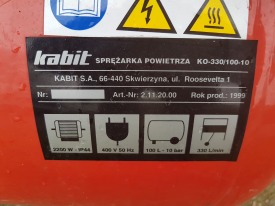 kabit SPRĘŻARKA POWIETRZA KO-330/100-10
KABIT S.A., 66-440 Skwierzyna, ul. Roosevelta 1
Nr: Art.-Nr: 2.11.20.00 Rok prod.: 1999
2200 W - IP44 400 V 50 Hz 100 L - 10 bar 330 L/min